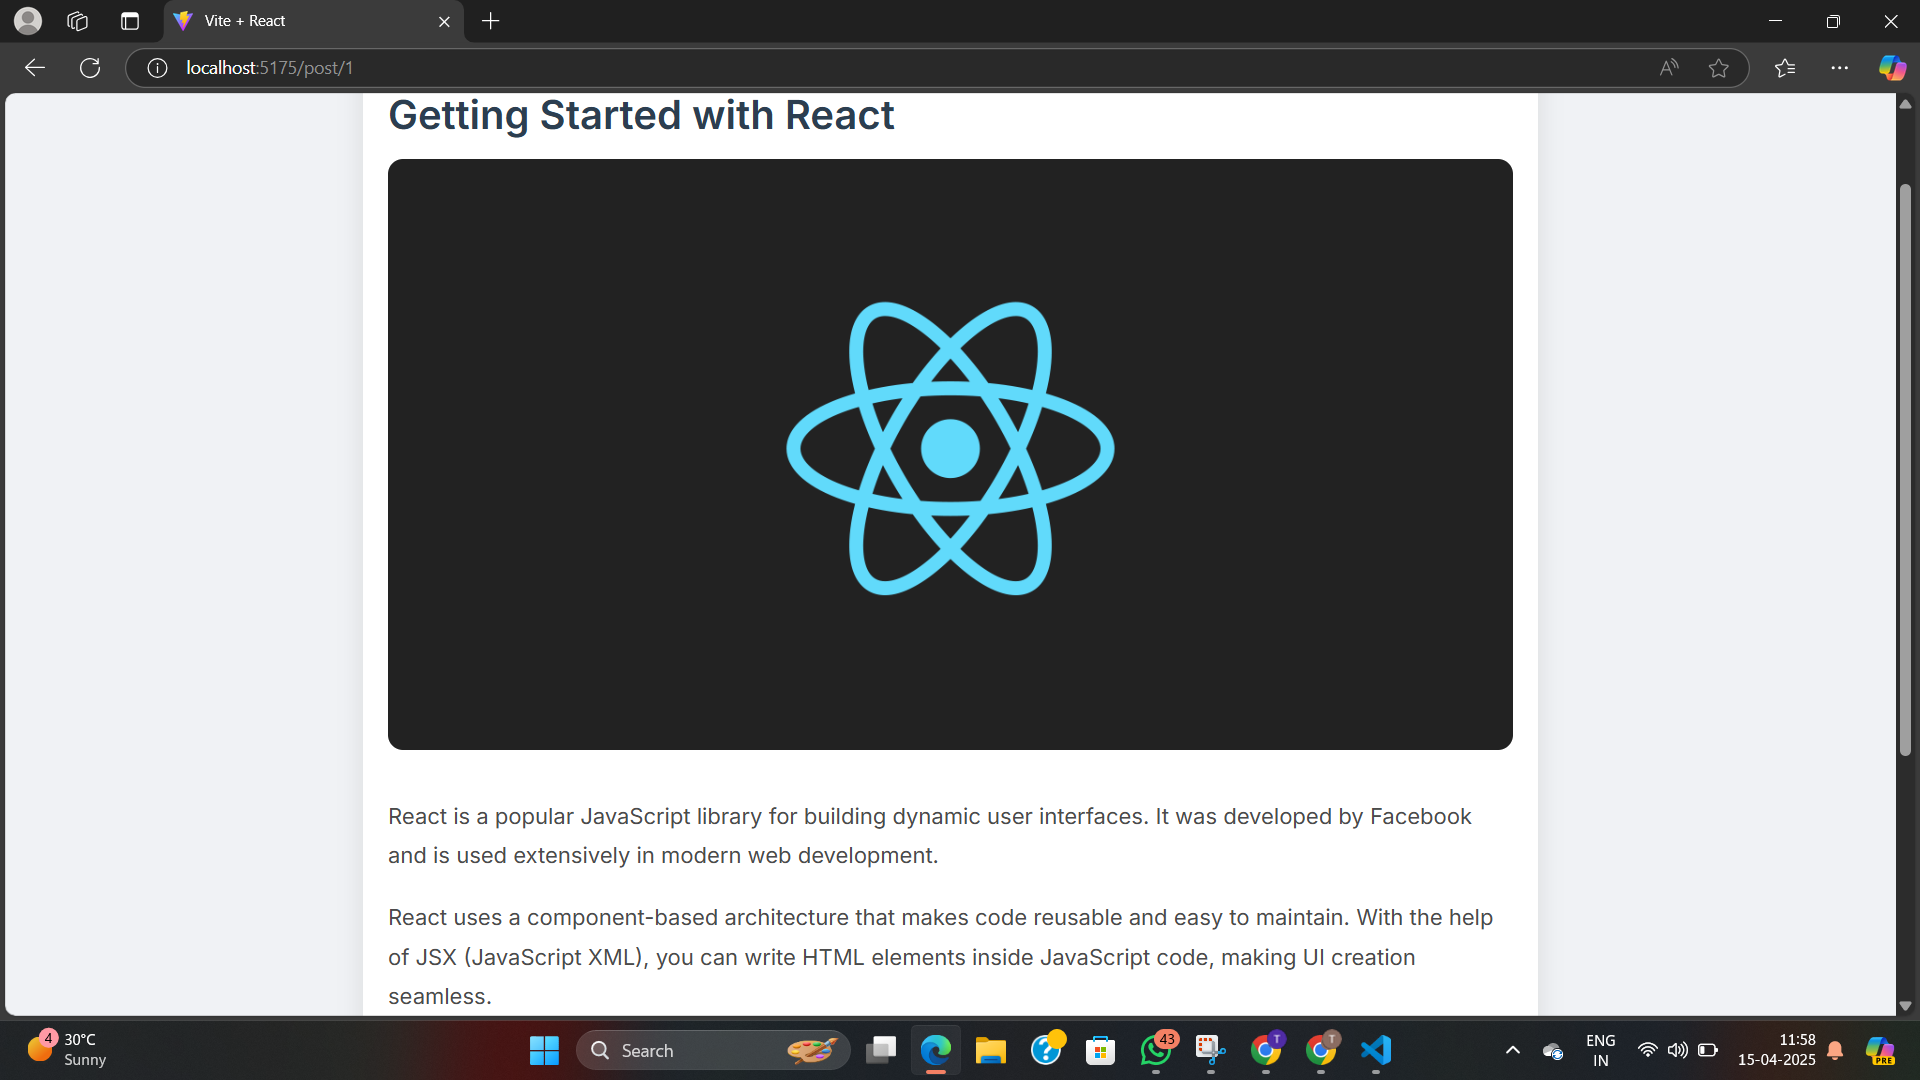 Vite + React
localhost:5175/post/1
Getting Started with React
React is a popular JavaScript library for building dynamic user interfaces. It was developed by Facebook
and is used extensively in modern web development.
React uses a component-based architecture that makes code reusable and easy to maintain. With the help
of JSX (JavaScript XML), you can write HTML elements inside JavaScript code, making UI creation
seamless.
4
30°C
Sunny
Search
43
T
T
ENG
IN
11:58
15-04-2025
PRE